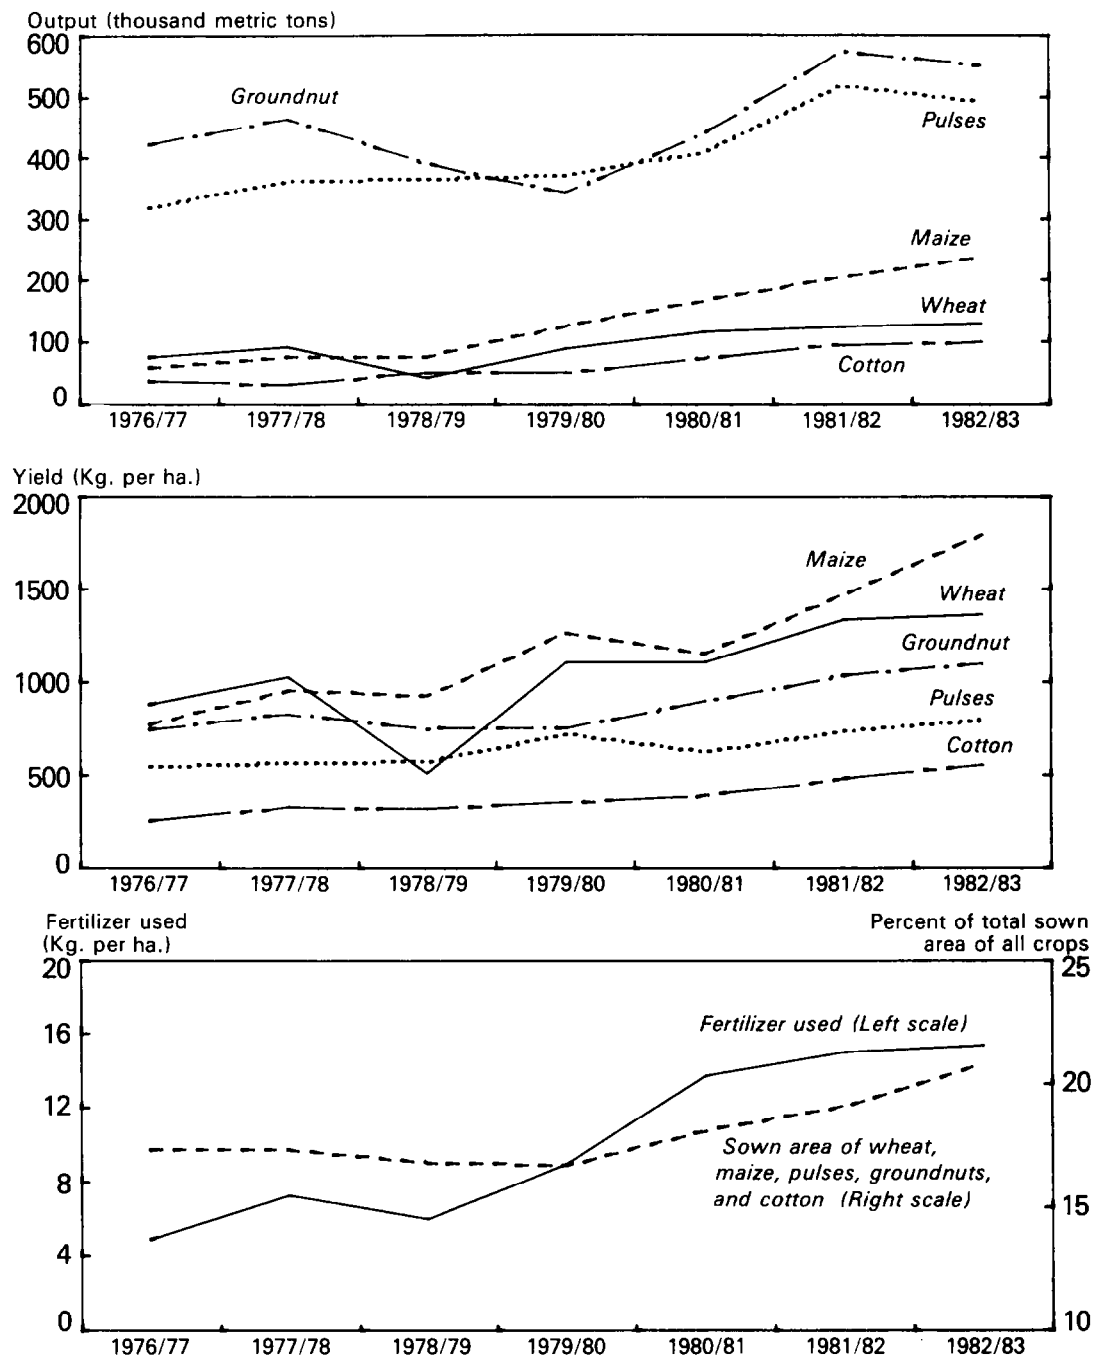 Output (thousand metric tons)
600
500
400
300
200
100
0
Groundnut
Pulses
Maize
Wheat
Cotton
1976/77 1977/78 1978/79 1979/80 1980/81 1981/82 1982/83
Yield (Kg. per ha.)
2000
1500
1000
500
0
Maize
Wheat
Groundnut
Pulses
Cotton
1976/77 1977/78 1978/79 1979/80 1980/81 1981/82 1982/83
Fertilizer used
(Kg. per ha.)
Percent of total sown
area of all crops
20
16
12
8
4
0
25
20
15
10
Fertilizer used (Left scale)
Sown area of wheat,
maize, pulses, groundnuts,
and cotton (Right scale)
1976/77 1977/78 1978/79 1979/80 1980/81 1981/82 1982/83